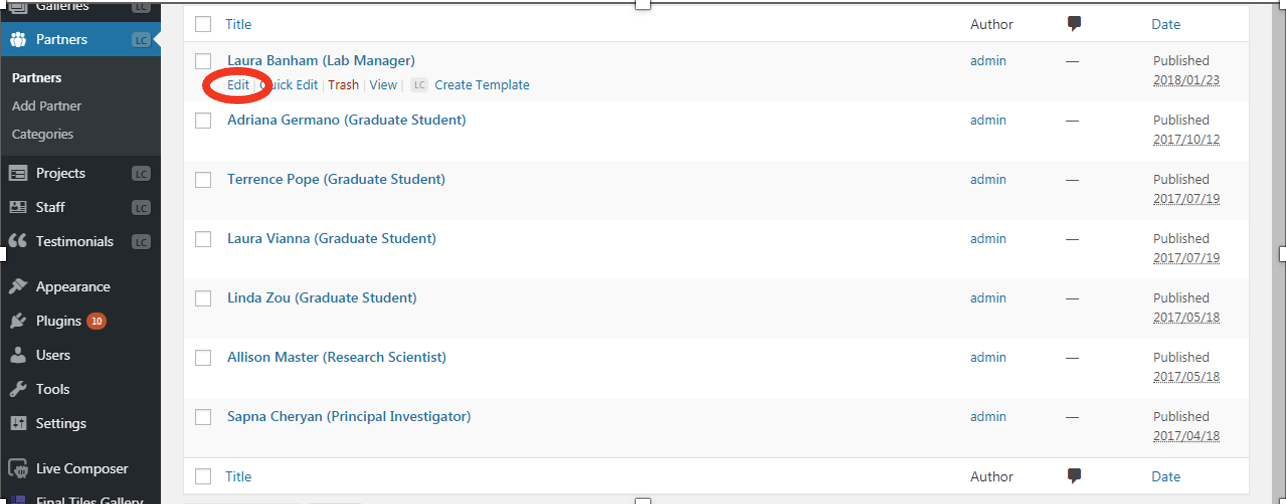 Galleries
Partners LC
Partners
Add Partner
Categories
Projects LC
Staff LC
Testimonials LC
Appearance
Plugins 10
Users
Tools
Settings
Live Composer
Final Tiles Gallery
Title Author Date
Laura Banham (Lab Manager) admin Published
Edit | Quick Edit | Trash | View | LC Create Template 2018/01/23
Adriana Germano (Graduate Student) admin — Published
2017/10/12
Terrence Pope (Graduate Student) admin — Published
2017/07/19
Laura Vianna (Graduate Student) admin — Published
2017/07/19
Linda Zou (Graduate Student) admin — Published
2017/05/18
Allison Master (Research Scientist) admin — Published
2017/05/18
Sapna Cheryan (Principal Investigator) admin — Published
2017/04/18
Title Author Date